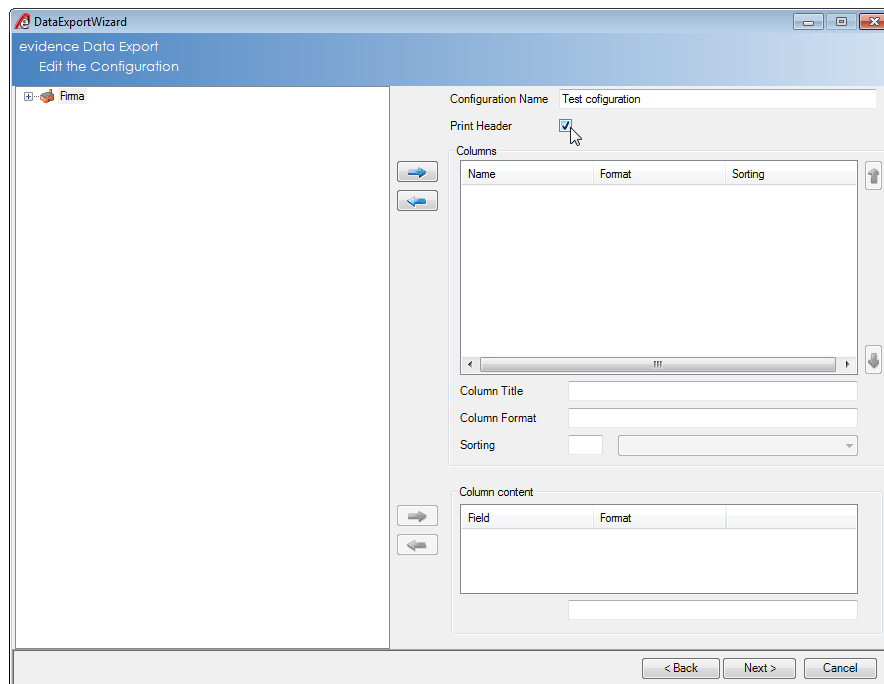 DataExportWizard
evidence Data Export
Edit the Configuration
Firma
Configuration Name Test cofiguration
Print Header
Columns
Name Format Sorting
Column Title
Column Format
Sorting
Column content
Field Format
< Back Next > Cancel